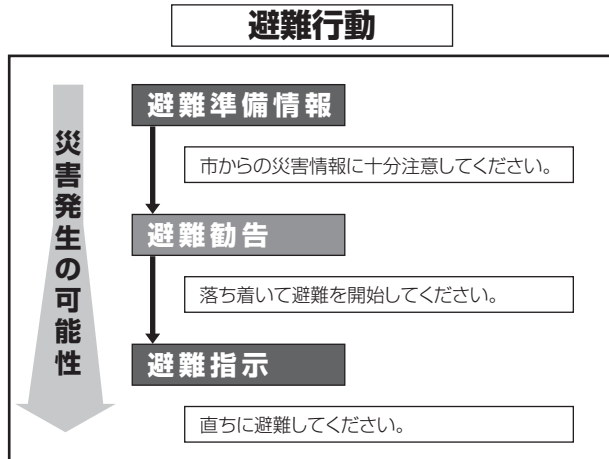 避難行動
災害発生の可能性
避難準備情報
市からの災害情報に十分注意してください。
避難勧告
落ち着いて避難を開始してください。
避難指示
直ちに避難してください。